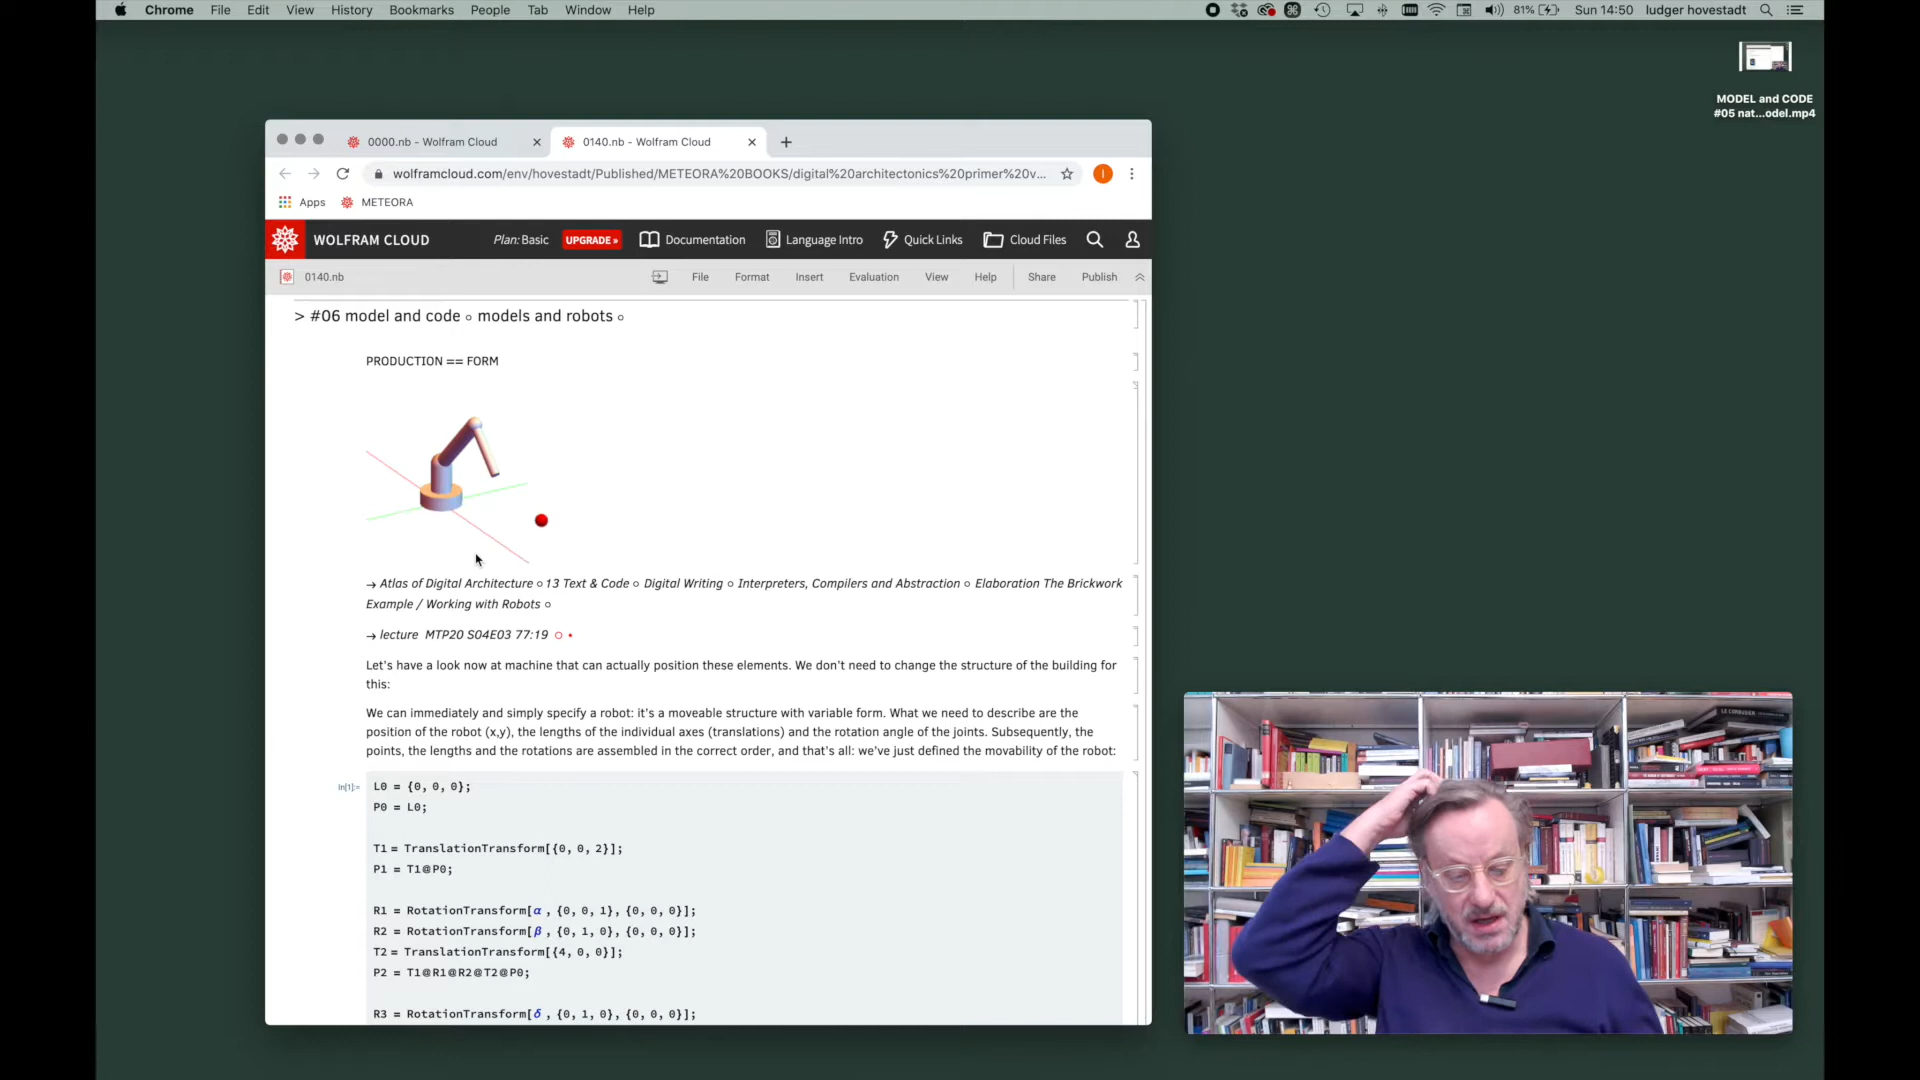 Chrome File Edit View History Bookmarks People Tab Window Help
81% Sun 14:50 ludger hovestadt
MODEL and CODE
#05 nat...odel.mp4
0000.nb - Wolfram Cloud
0140.nb - Wolfram Cloud
wolframcloud.com/env/hovestadt/Published/METEORA%20BOOKS/digital%20architectonics%20primer%20v...
Apps METEORA
WOLFRAM CLOUD Plan: Basic UPGRADE » Documentation Language Intro Quick Links Cloud Files
0140.nb File Format Insert Evaluation View Help Share Publish
> #06 model and code ○ models and robots ○
PRODUCTION == FORM
→ Atlas of Digital Architecture ○ 13 Text & Code ○ Digital Writing ○ Interpreters, Compilers and Abstraction ○ Elaboration The Brickwork
Example / Working with Robots ○
→ lecture MTP20 S04E03 77:19 ○ •
Let's have a look now at machine that can actually position these elements. We don't need to change the structure of the building for
this:
We can immediately and simply specify a robot: it's a moveable structure with variable form. What we need to describe are the
position of the robot (x,y), the lengths of the individual axes (translations) and the rotation angle of the joints. Subsequently, the
points, the lengths and the rotations are assembled in the correct order, and that's all: we've just defined the movability of the robot:
In[1]:= L0 = {0, 0, 0};
P0 = L0;
T1 = TranslationTransform[{0, 0, 2}];
P1 = T1@P0;
R1 = RotationTransform[α , {0, 0, 1}, {0, 0, 0}];
R2 = RotationTransform[β , {0, 1, 0}, {0, 0, 0}];
T2 = TranslationTransform[{4, 0, 0}];
P2 = T1@R1@R2@T2@P0;
R3 = RotationTransform[δ , {0, 1, 0}, {0, 0, 0}];
LE CORBUSIER